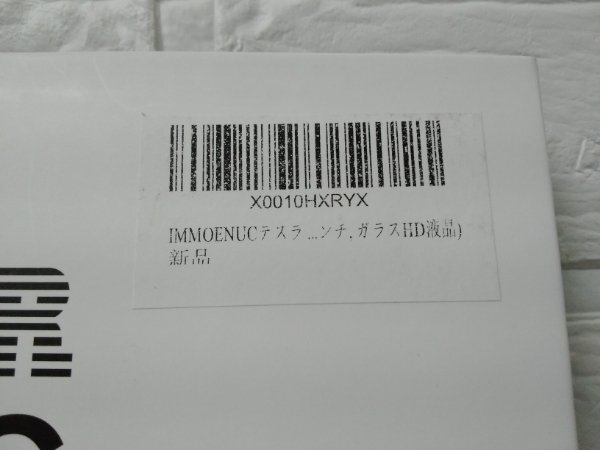 X0010HXRYX
IMMOENUCテスラ ...ンチ, ガラスHD液晶)
新品
R